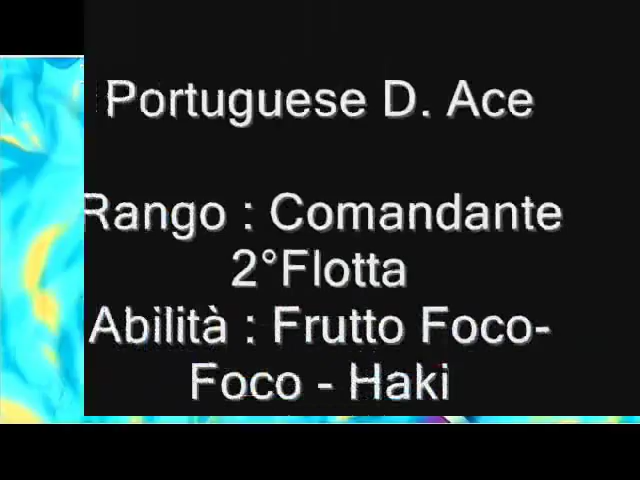 Portuguese D. Ace
Rango : Comandante
2°Flotta
Abilità : Frutto Foco-
Foco - Haki